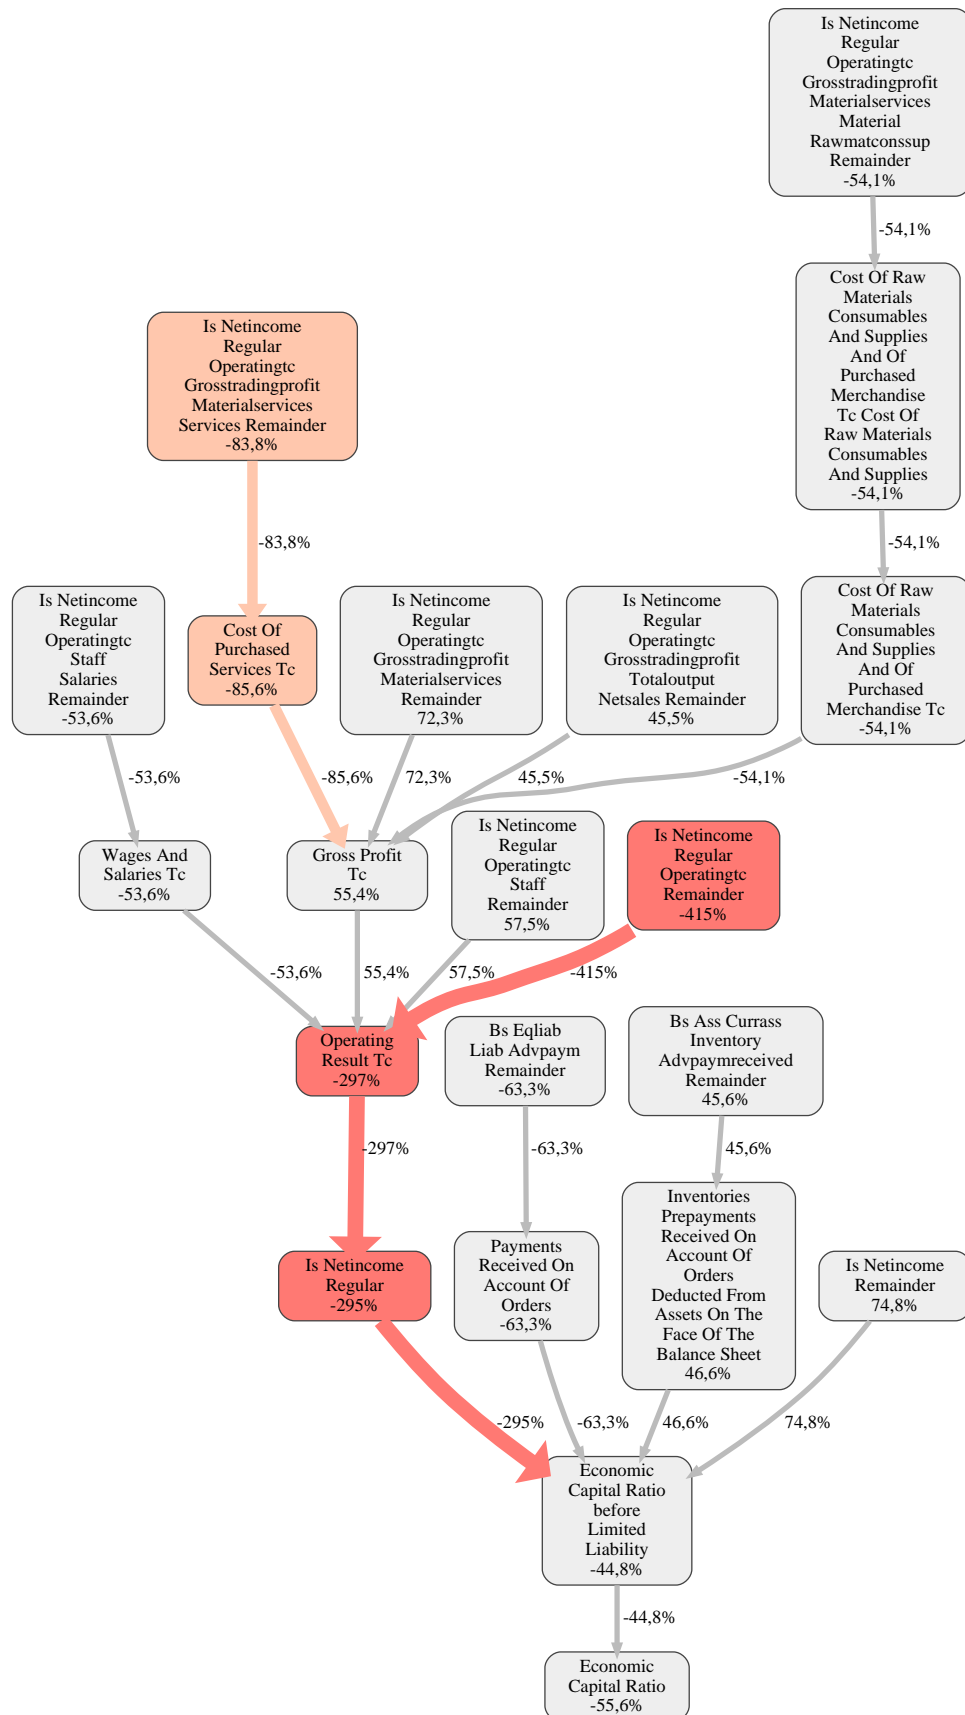 Is Netincome
Regular
Operatingtc
Grosstradingprofit
Materialservices
Material
Rawmatconssup
Remainder
-54,1%
-54,1%
Cost Of Raw
Materials
Consumables
And Supplies
And Of
Purchased
Merchandise
Tc Cost Of
Raw Materials
Consumables
And Supplies
-54,1%
Is Netincome
Regular
Operatingtc
Grosstradingprofit
Materialservices
Services Remainder
-83,8%
-83,8%
-54,1%
Is Netincome
Regular
Operatingtc
Staff
Salaries
Remainder
-53,6%
Cost Of
Purchased
Services Tc
-85,6%
Is Netincome
Regular
Operatingtc
Grosstradingprofit
Materialservices
Remainder
72,3%
Is Netincome
Regular
Operatingtc
Grosstradingprofit
Totaloutput
Netsales Remainder
45,5%
Cost Of Raw
Materials
Consumables
And Supplies
And Of
Purchased
Merchandise Tc
-54,1%
-53,6%
-85,6%
72,3%
45,5%
-54,1%
Wages And
Salaries Tc
-53,6%
Gross Profit
Tc
55,4%
Is Netincome
Regular
Operatingtc
Staff
Remainder
57,5%
Is Netincome
Regular
Operatingtc
Remainder
-415%
-53,6%
55,4%
57,5%
-415%
Operating
Result Tc
-297%
Bs Eqliab
Liab Advpaym
Remainder
-63,3%
Bs Ass Currass
Inventory
Advpaymreceived
Remainder
45,6%
-297%
-63,3%
45,6%
Is Netincome
Regular
-295%
Payments
Received On
Account Of
Orders
-63,3%
Inventories
Prepayments
Received On
Account Of
Orders
Deducted From
Assets On The
Face Of The
Balance Sheet
46,6%
Is Netincome
Remainder
74,8%
-295%
-63,3%
46,6%
74,8%
Economic
Capital Ratio
before
Limited
Liability
-44,8%
-44,8%
Economic
Capital Ratio
-55,6%